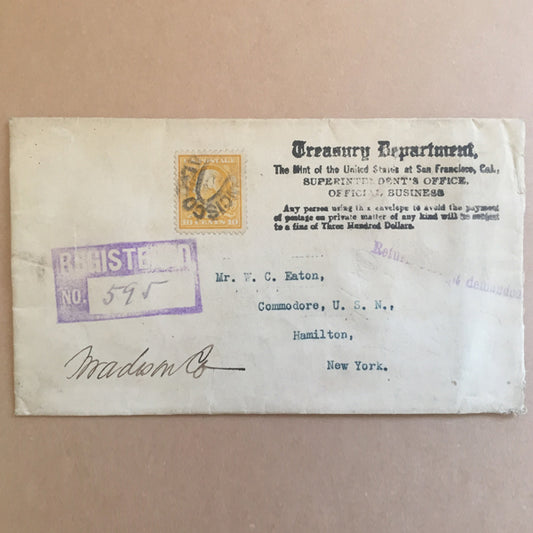 U.S. POSTAGE
10 CENTS 10
Treasury Department,
The Mint of the United States at San Francisco, Cal.,
SUPERINTENDENT'S OFFICE,
OFFICIAL BUSINESS
Any person using this envelope to avoid the payment
of postage on private matter of any kind will be subject
to a fine of Three Hundred Dollars.
REGISTERED
NO. 595
Return demanded
Mr. W. C. Eaton,
Commodore, U. S. N.,
Hamilton,
New York.
Madison Co